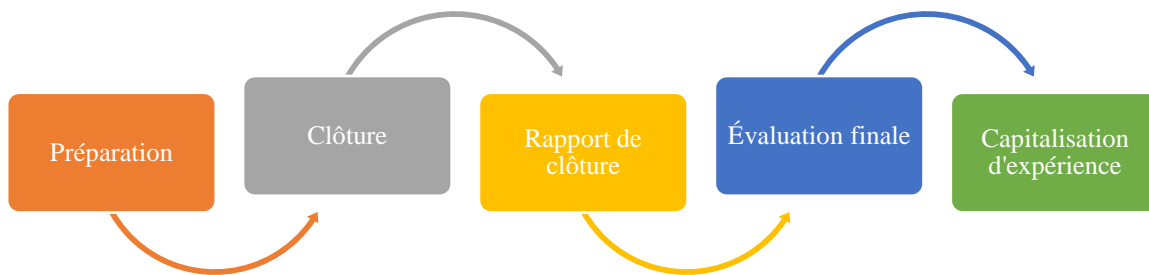 Préparation
Clôture
Rapport de
clôture
Évaluation finale
Capitalisation
d'expérience